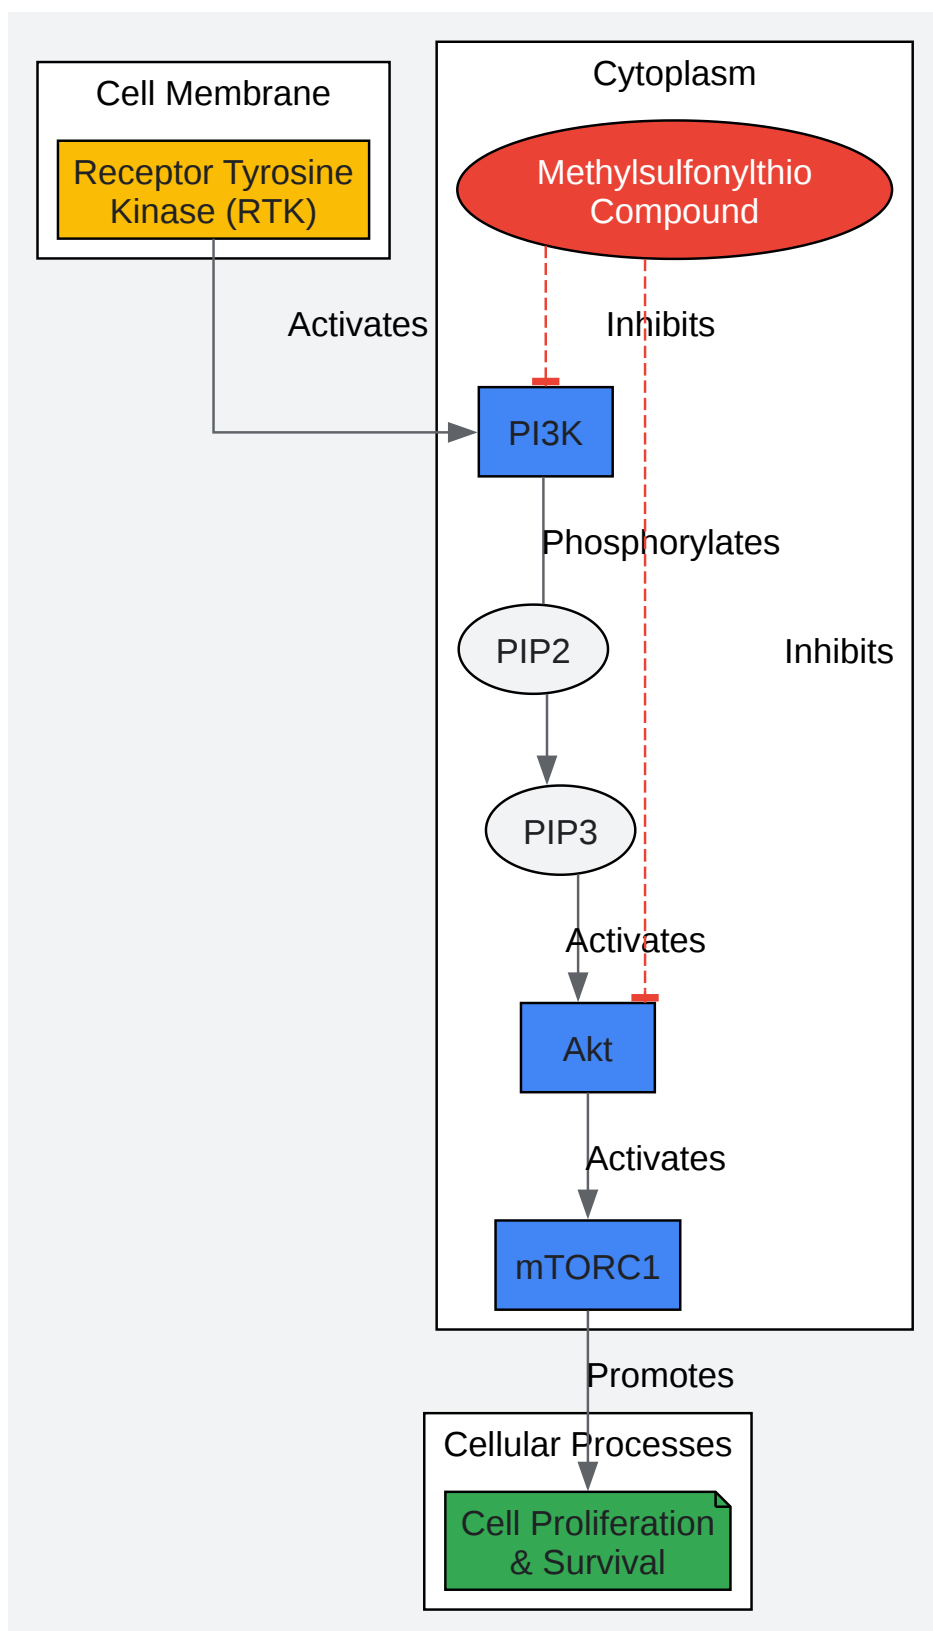 Cell Membrane
Receptor Tyrosine
Kinase (RTK)
Cytoplasm
Methylsulfonylthio
Compound
Activates
Inhibits
PI3K
Phosphorylates
PIP2
Inhibits
PIP3
Activates
Akt
Activates
mTORC1
Promotes
Cellular Processes
Cell Proliferation
& Survival